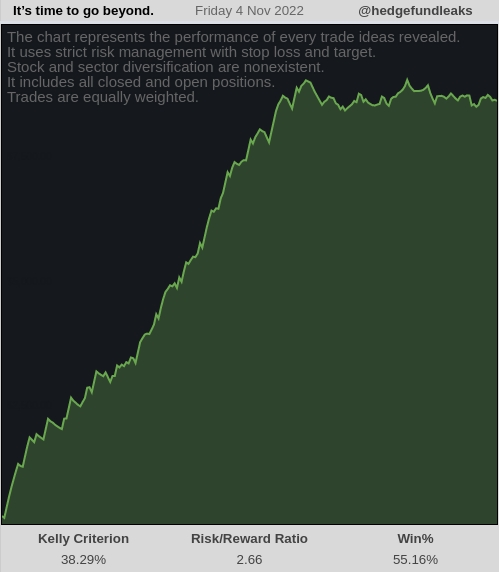 It's time to go beyond. Friday 4 Nov 2022 @hedgefundleaks
The chart represents the performance of every trade ideas revealed.
It uses strict risk management with stop loss and target.
Stock and sector diversification are nonexistent.
It includes all closed and open positions.
Trades are equally weighted.
Kelly Criterion Risk/Reward Ratio Win%
38.29% 2.66 55.16%